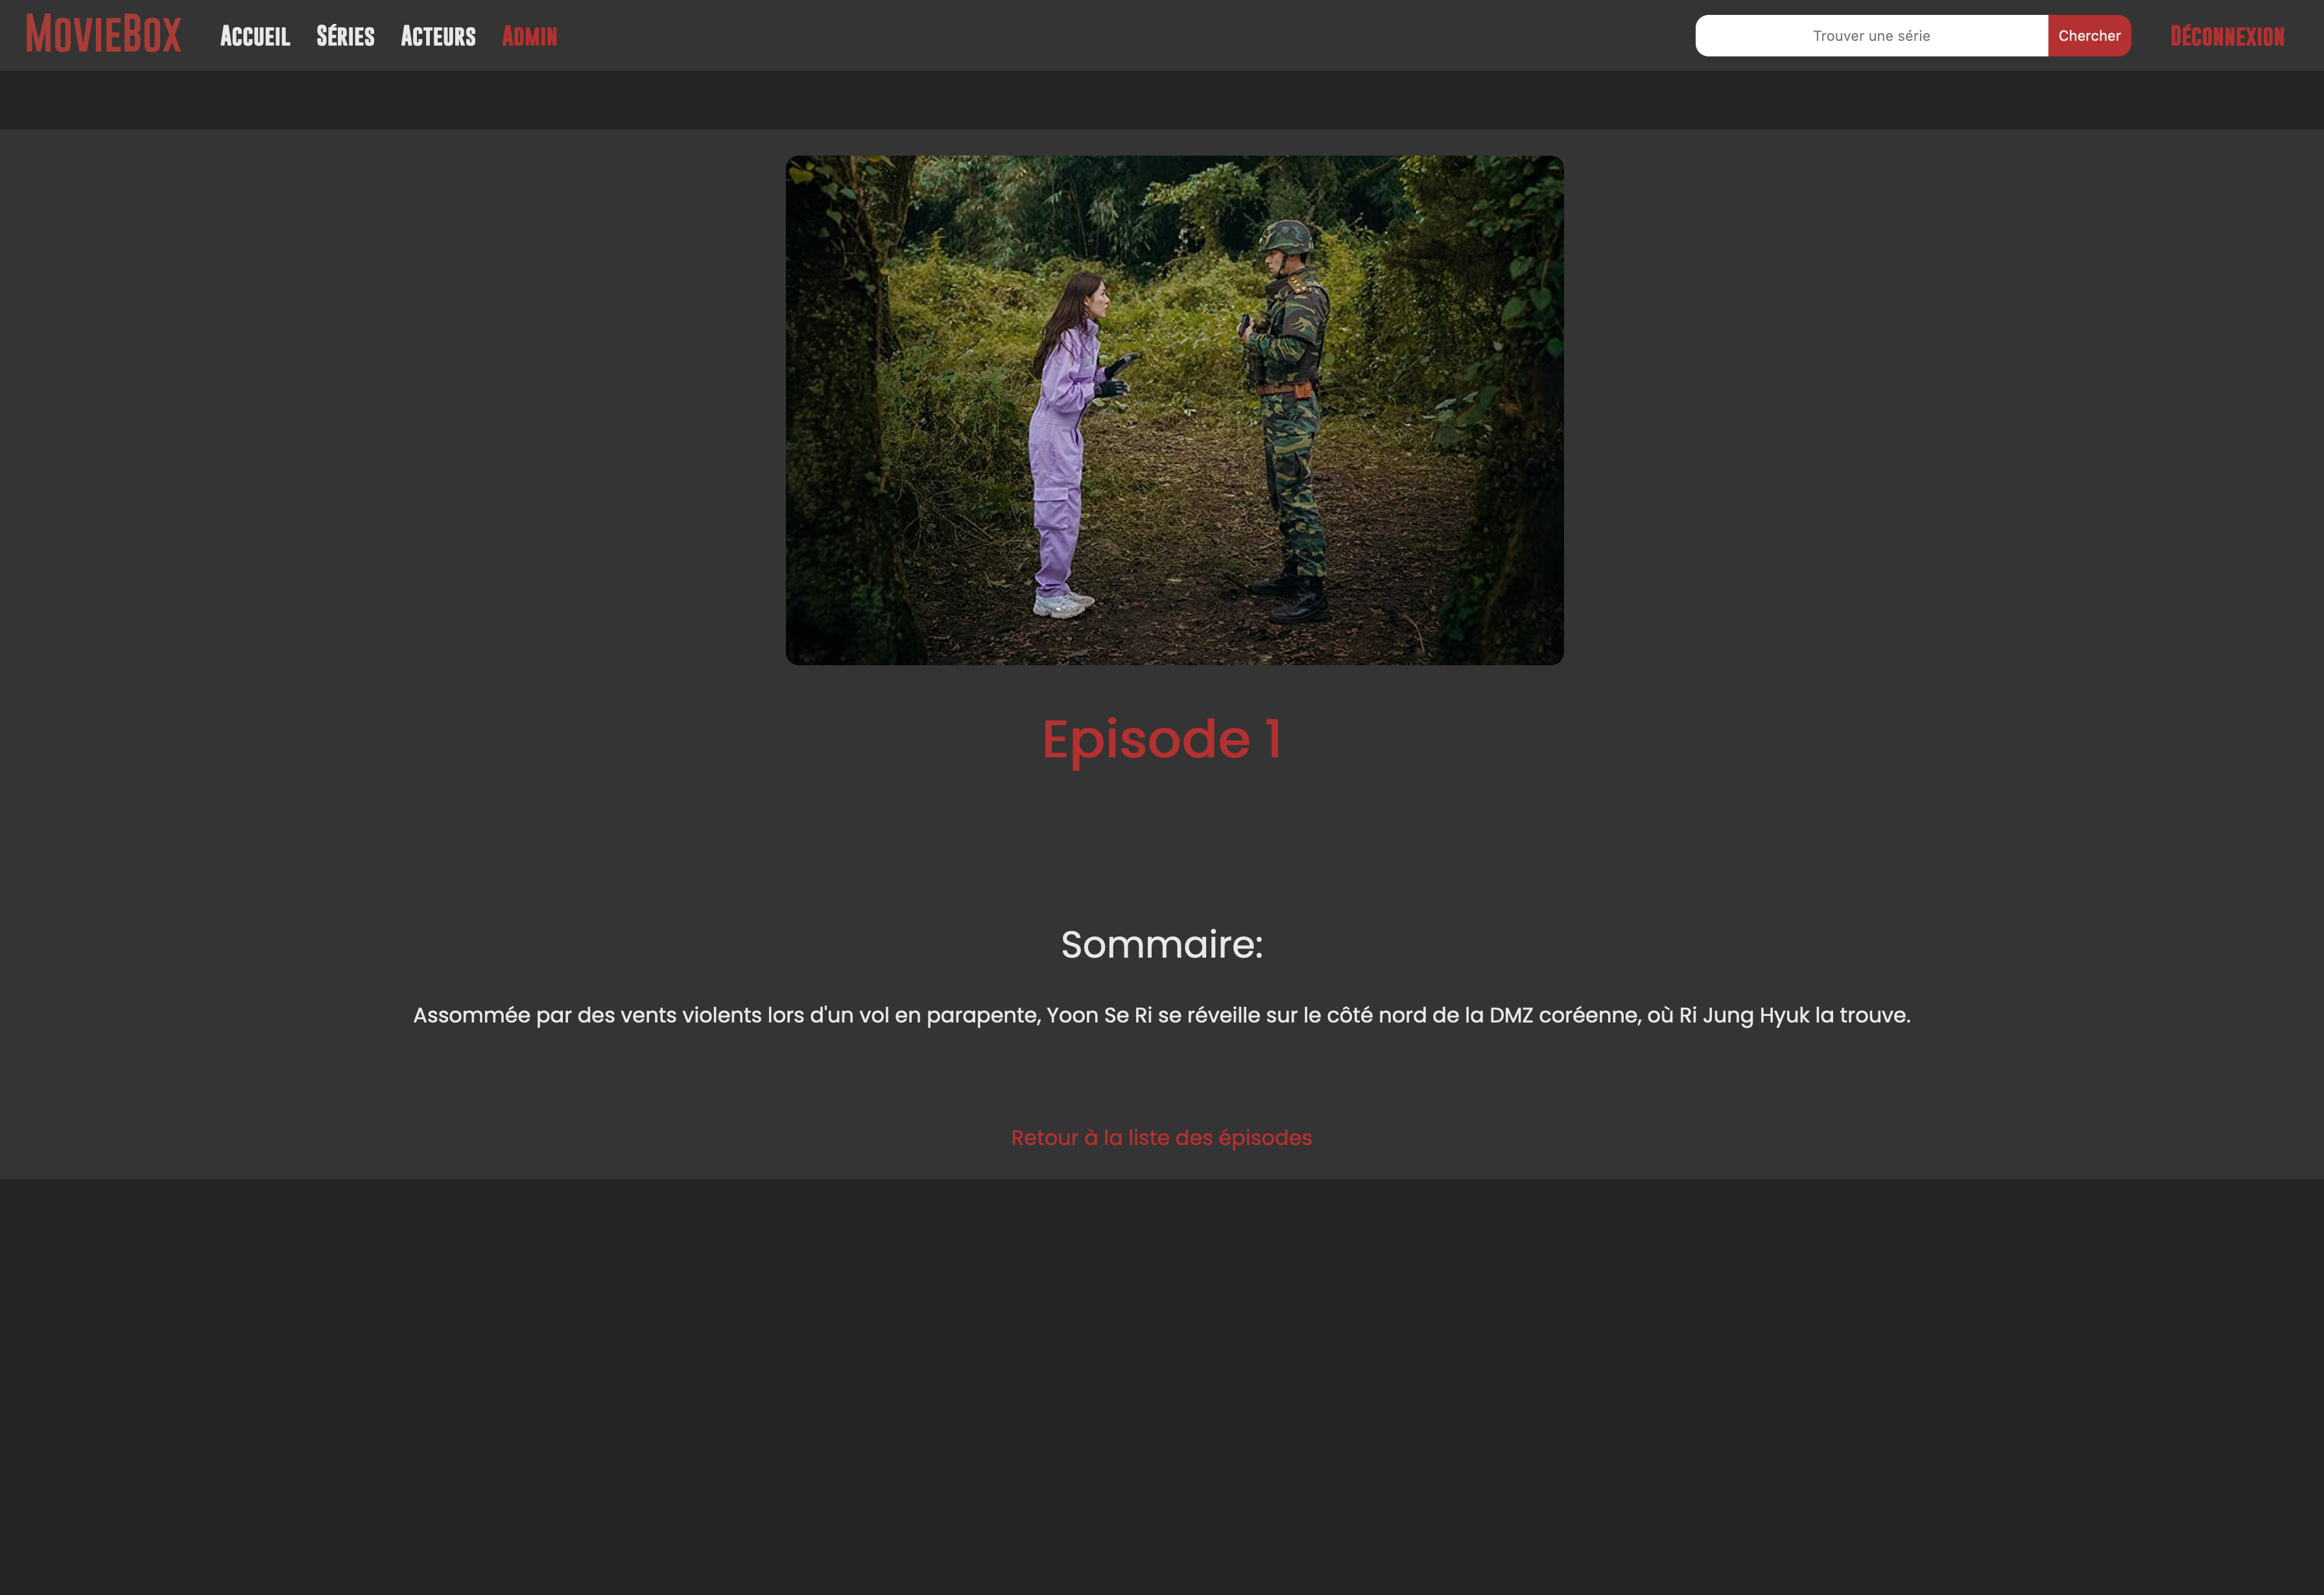 MovieBox
Accueil Séries Acteurs Admin
Trouver une série
Chercher
Déconnexion
Episode 1
Sommaire:
Assommée par des vents violents lors d'un vol en parapente, Yoon Se Ri se réveille sur le côté nord de la DMZ coréenne, où Ri Jung Hyuk la trouve.
Retour à la liste des épisodes